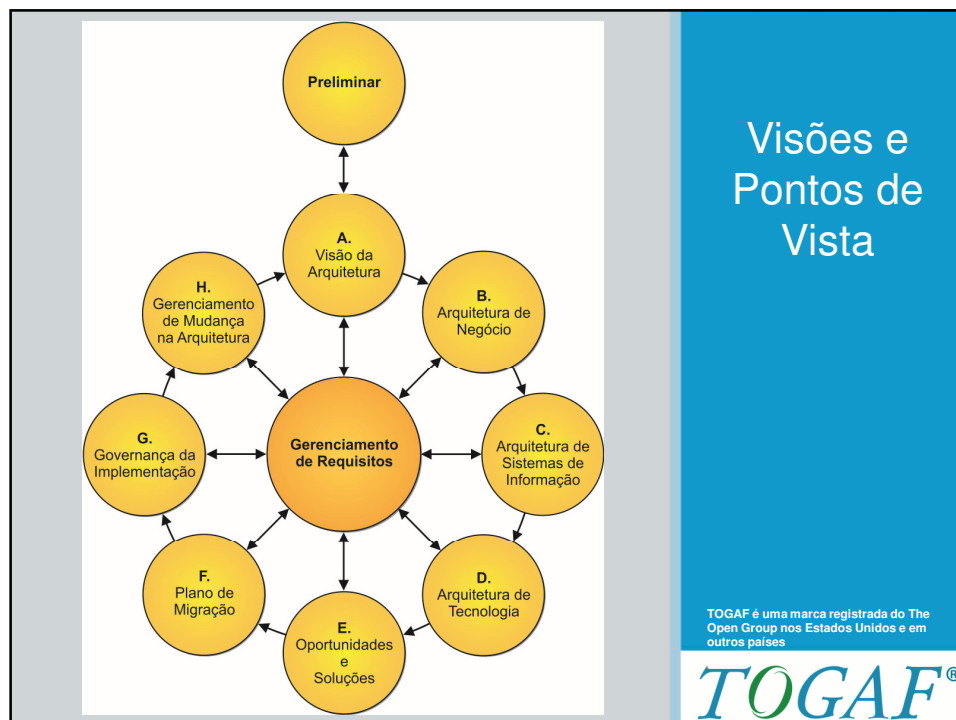 Preliminar
A.
Visão da
Arquitetura
B.
Arquitetura de
Negócio
C.
Arquitetura de
Sistemas de
Informação
D.
Arquitetura de
Tecnologia
E.
Oportunidades
e
Soluções
F.
Plano de
Migração
G.
Governança da
Implementação
H.
Gerenciamento
de Mudança
na Arquitetura
Gerenciamento
de Requisitos
Visões e
Pontos de
Vista
TOGAF é uma marca registrada do The
Open Group nos Estados Unidos e em
outros países
TOGAF®